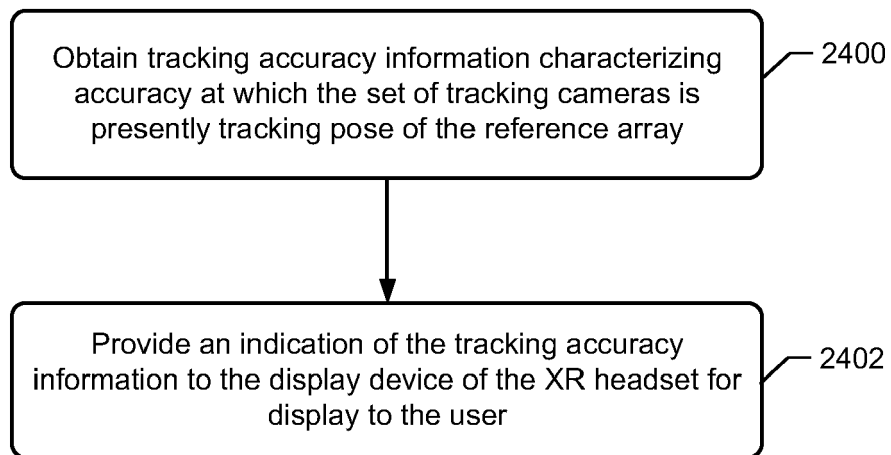 Obtain tracking accuracy information characterizing
accuracy at which the set of tracking cameras is
presently tracking pose of the reference array
2400
Provide an indication of the tracking accuracy
information to the display device of the XR headset for
display to the user
2402